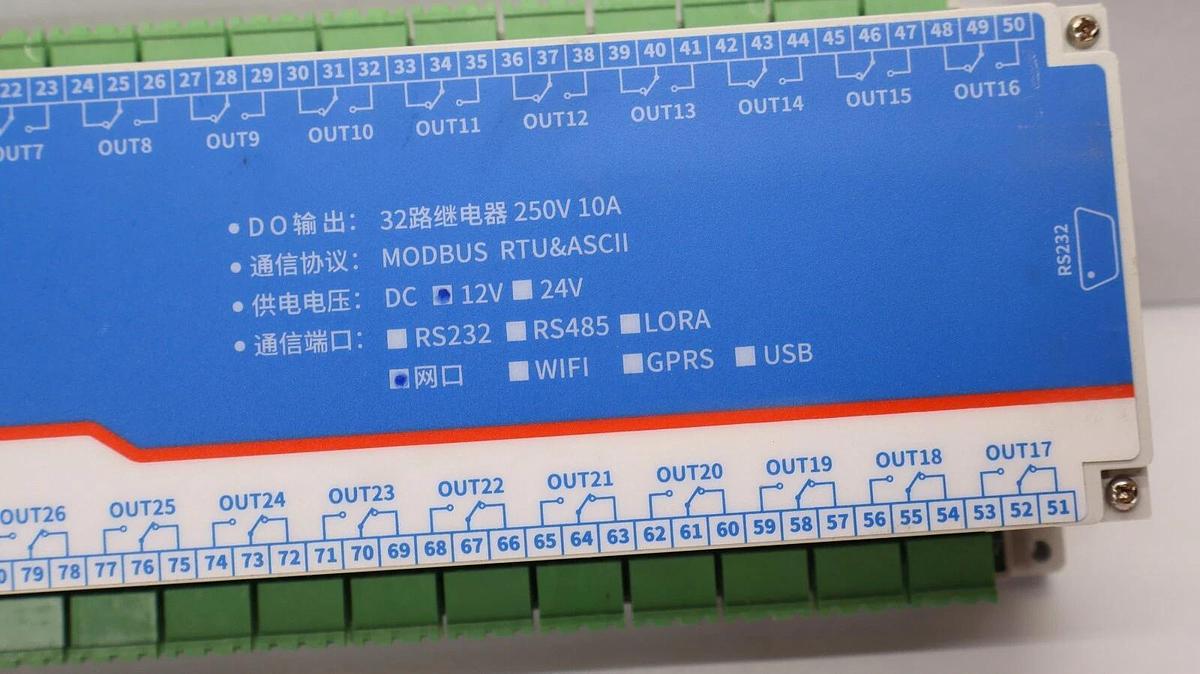 22 23 24 25 26 27 28 29 30 31 32 33 34 35 36 37 38 39 40 41 42 43 44 45 46 47 48 49 50
OUT7 OUT8 OUT9 OUT10 OUT11 OUT12 OUT13 OUT14 OUT15 OUT16
● DO输出: 32路继电器 250V 10A
● 通信协议: MODBUS RTU&ASCII
● 供电电压: DC 12V 24V
● 通信端口: RS232 RS485 LORA
网口 WIFI GPRS USB
RS232
OUT26 OUT25 OUT24 OUT23 OUT22 OUT21 OUT20 OUT19 OUT18 OUT17
79 78 77 76 75 74 73 72 71 70 69 68 67 66 65 64 63 62 61 60 59 58 57 56 55 54 53 52 51